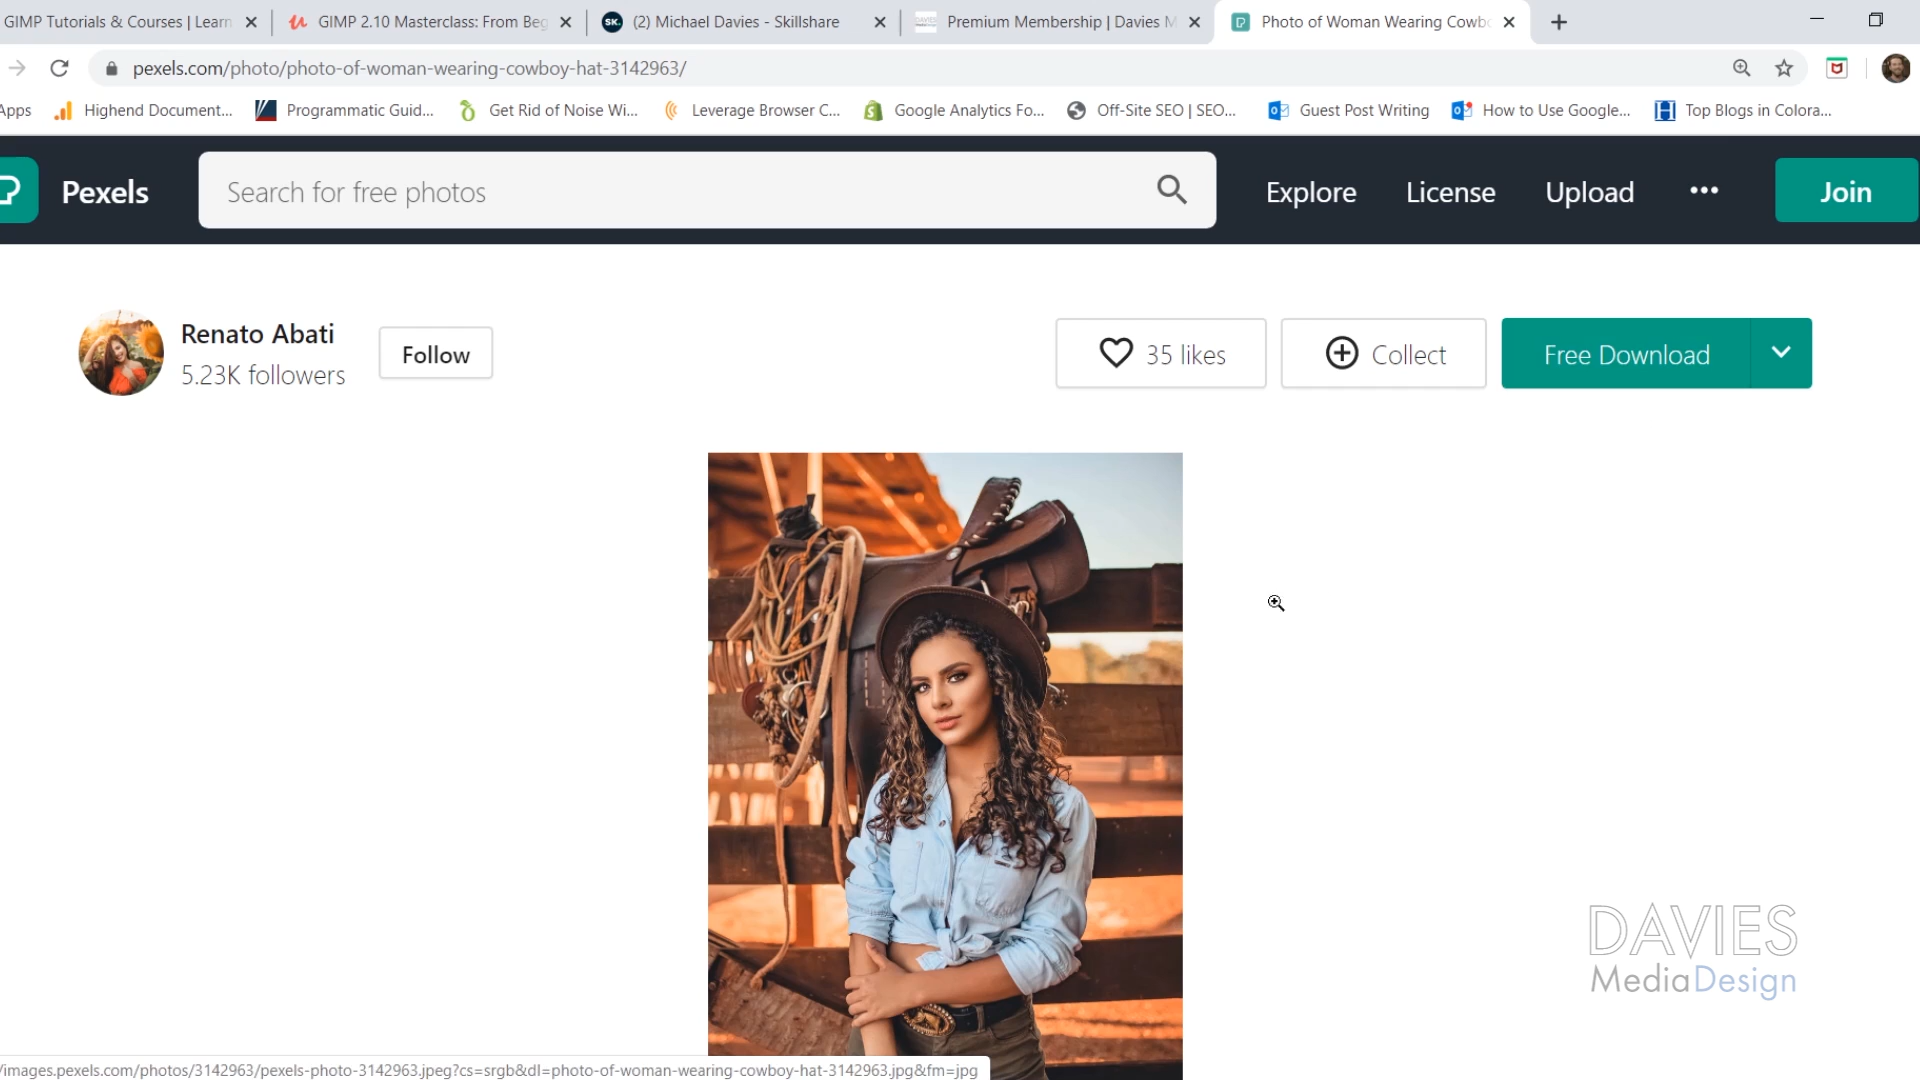 GIMP Tutorials & Courses | Learn
GIMP 2.10 Masterclass: From Beg
SK.
(2) Michael Davies - Skillshare
Premium Membership | Davies M
Photo of Woman Wearing Cowbo
pexels.com/photo/photo-of-woman-wearing-cowboy-hat-3142963/
Apps
Highend Document...
Programmatic Guid...
Get Rid of Noise Wi...
Leverage Browser C...
Google Analytics Fo...
Off-Site SEO | SEO...
Guest Post Writing
How to Use Google...
Top Blogs in Colora...
Pexels
Search for free photos
Explore
License
Upload
Join
Renato Abati
5.23K followers
Follow
35 likes
Collect
Free Download
DAVIES
MediaDesign
/images.pexels.com/photos/3142963/pexels-photo-3142963.jpeg?cs=srgb&dl=photo-of-woman-wearing-cowboy-hat-3142963.jpg&fm=jpg